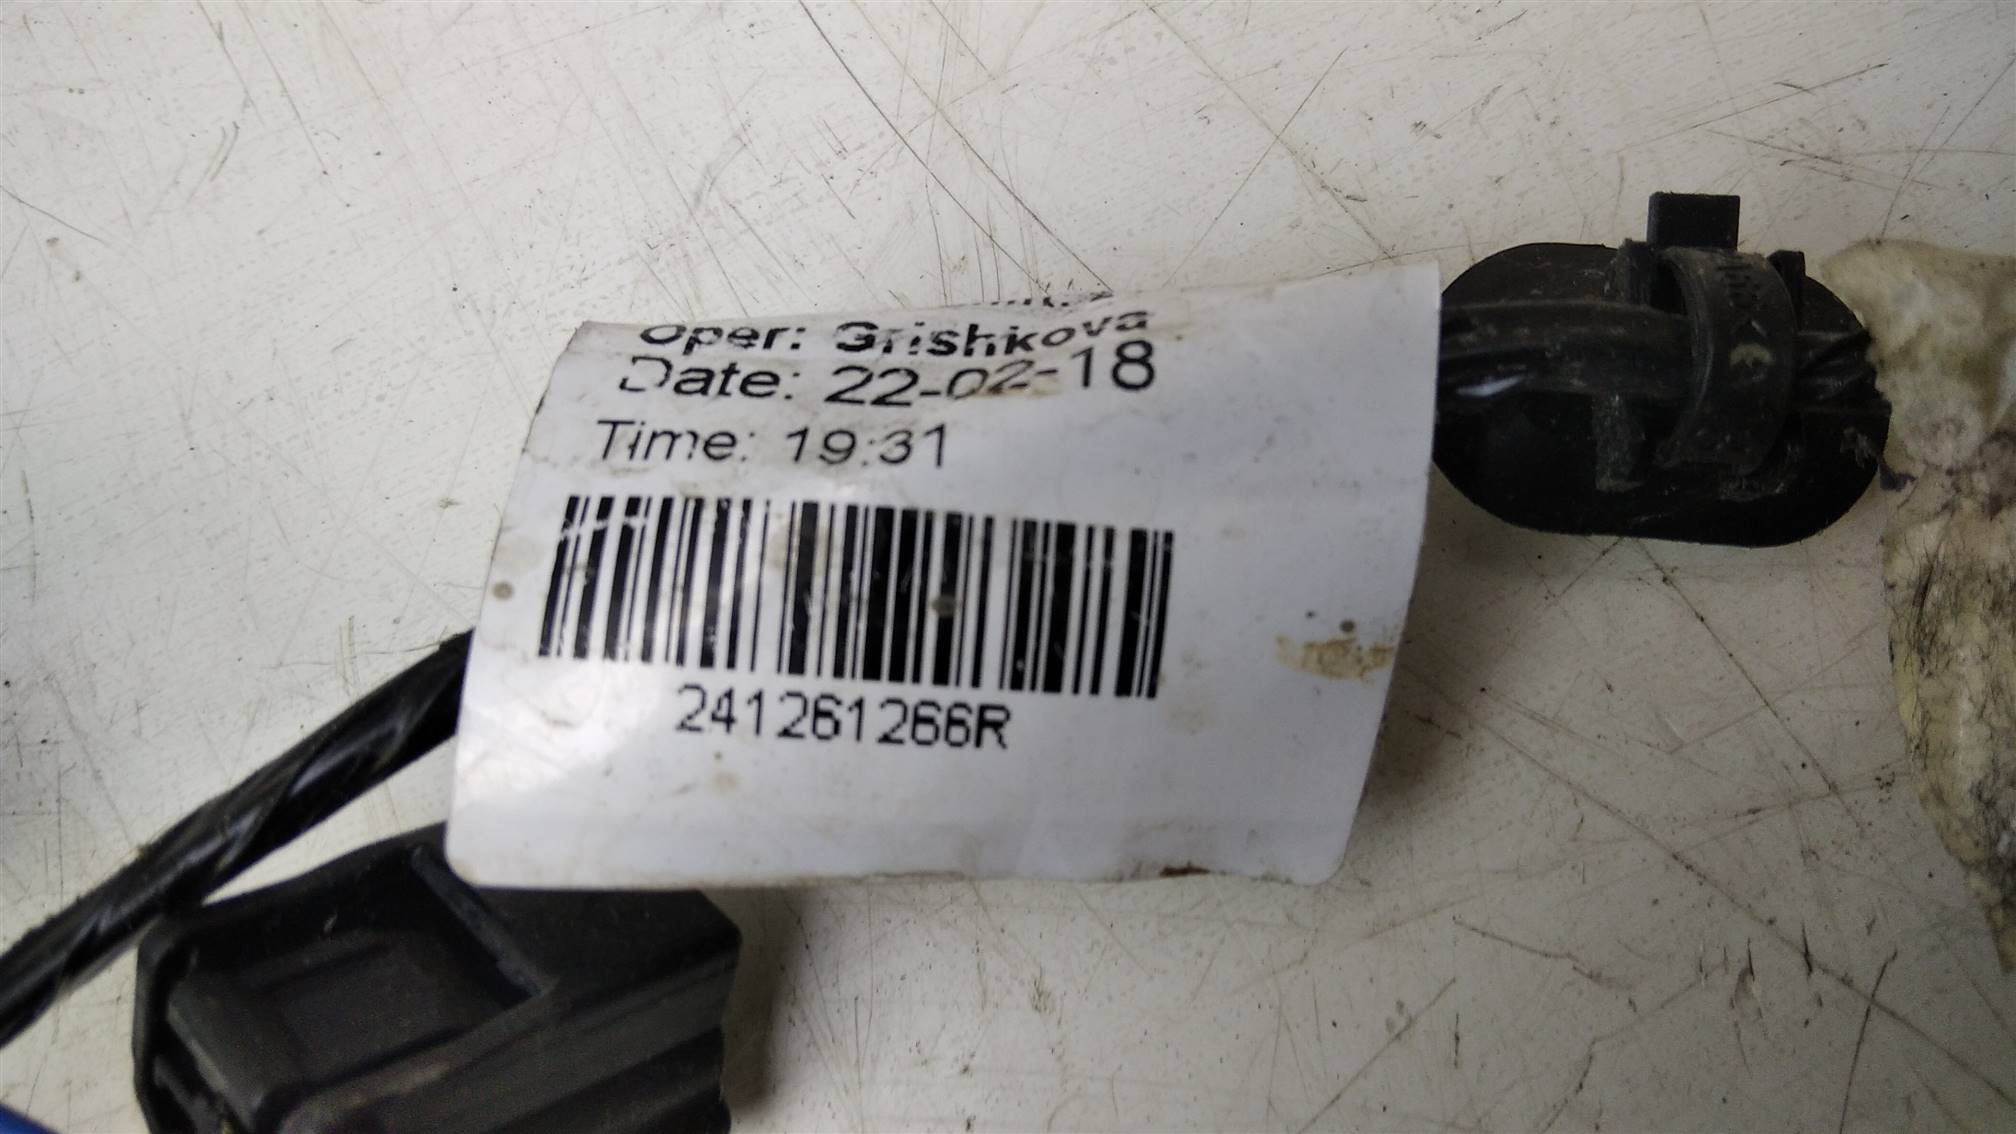 Oper: Grishkova
Date: 22-02-18
Time: 19:31
241261266R